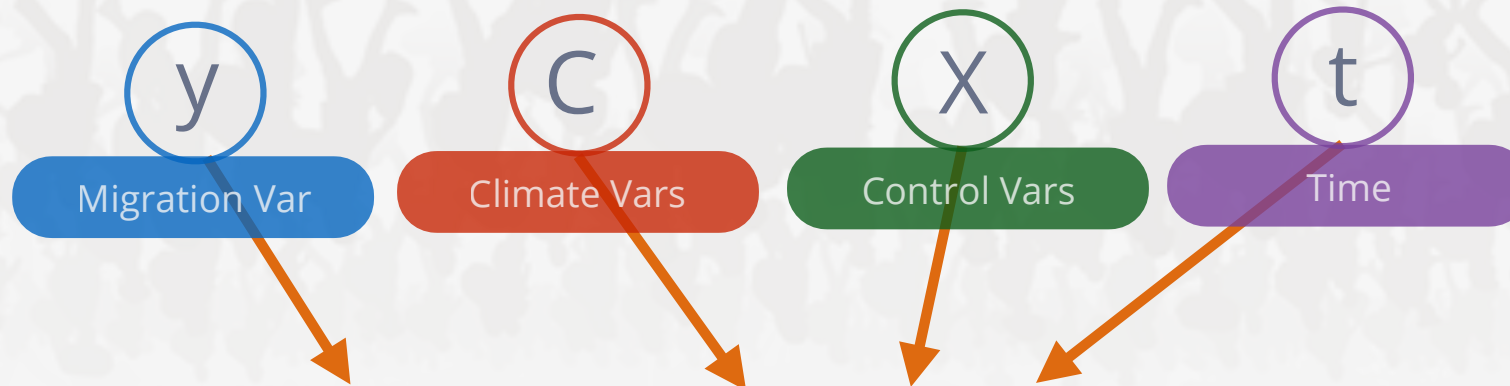 y
C
X
t
Migration Var
Climate Vars
Control Vars
Time